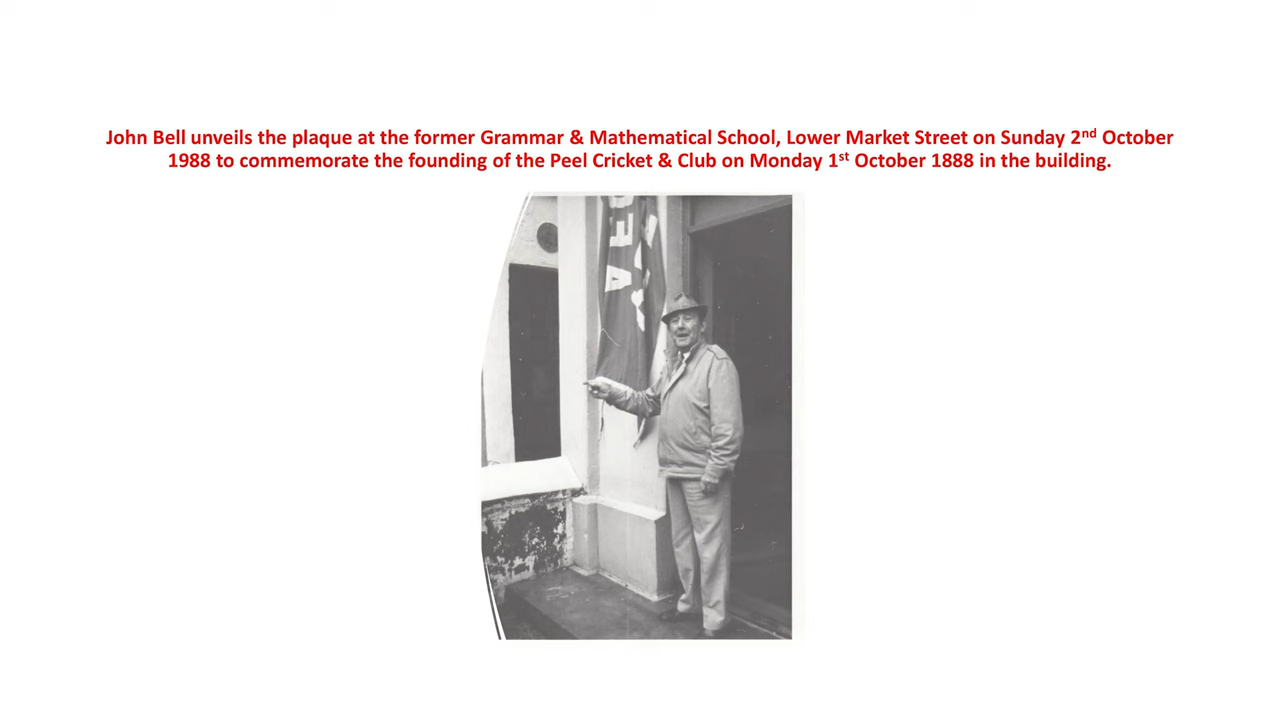 John Bell unveils the plaque at the former Grammar & Mathematical School, Lower Market Street on Sunday 2nd October
1988 to commemorate the founding of the Peel Cricket & Club on Monday 1st October 1888 in the building.